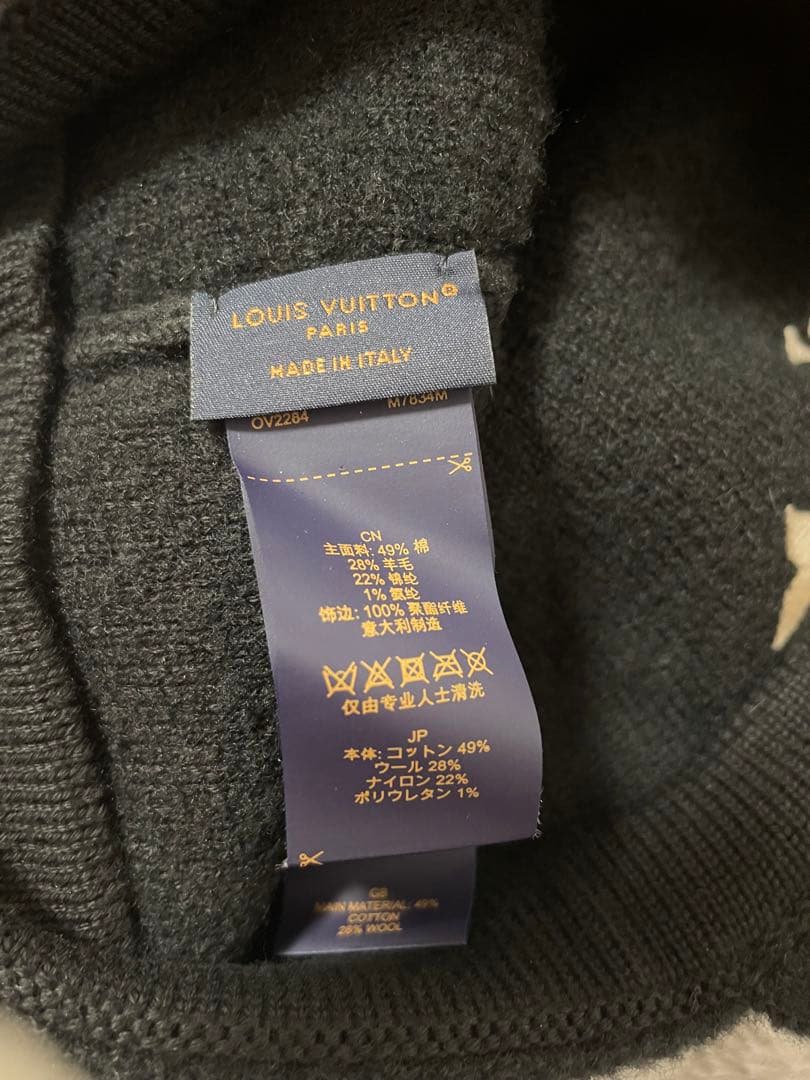 LOUIS VUITTON®
PARIS
MADE IN ITALY
OV2284 M7834M
CN
主面料: 49% 棉
28% 羊毛
22% 锦纶
1% 氨纶
饰边: 100% 聚酯纤维
意大利制造
仅由专业人士清洗
JP
本体: コットン 49%
ウール 28%
ナイロン 22%
ポリウレタン 1%
GB
MAIN MATERIAL: 49%
COTTON
28% WOOL